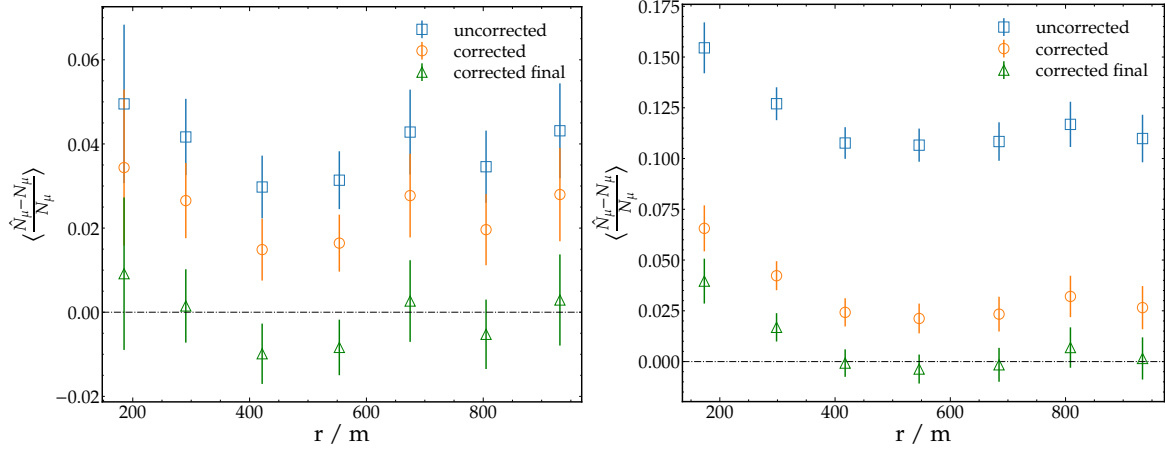 uncorrected
corrected
corrected final
0.06
0.04
0.02
0.00
−0.02
200
400
600
800
r / m
⟨(N̂μ−Nμ)/Nμ⟩
uncorrected
corrected
corrected final
0.175
0.150
0.125
0.100
0.075
0.050
0.025
0.000
200
400
600
800
r / m
⟨(N̂μ−Nμ)/Nμ⟩